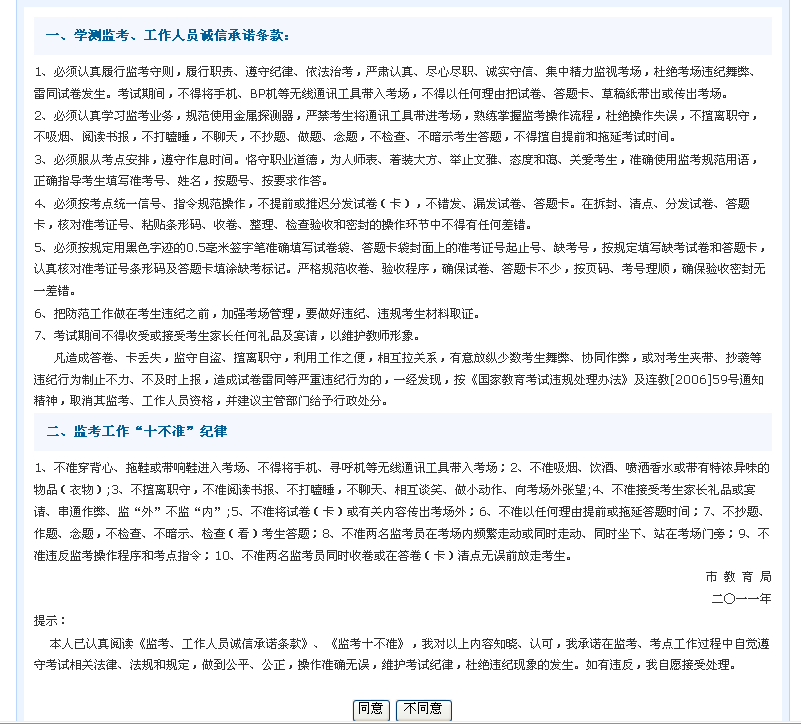 一、学测监考、工作人员诚信承诺条款：
1、必须认真履行监考守则，履行职责、遵守纪律、依法治考，严肃认真、尽心尽职、诚实守信、集中精力监视考场，杜绝考场违纪舞弊、
雷同试卷发生。考试期间，不得将手机、BP机等无线通讯工具带入考场，不得以任何理由把试卷、答题卡、草稿纸带出或传出考场。
2、必须认真学习监考业务，规范使用金属探测器，严禁考生将通讯工具带进考场，熟练掌握监考操作流程，杜绝操作失误，不擅离职守，
不吸烟、阅读书报，不打瞌睡，不聊天，不抄题、做题、念题，不检查、不暗示考生答题，不得擅自提前和拖延考试时间。
3、必须服从考点安排，遵守作息时间。恪守职业道德，为人师表、着装大方、举止文雅、态度和蔼、关爱考生，准确使用监考规范用语，
正确指导考生填写准考号、姓名，按题号、按要求作答。
4、必须按考点统一信号、指令规范操作，不提前或推迟分发试卷（卡），不错发、漏发试卷、答题卡。在拆封、清点、分发试卷、答题
卡，核对准考证号、粘贴条形码、收卷、整理、检查验收和密封的操作环节中不得有任何差错。
5、必须按规定用黑色字迹的0.5毫米签字笔准确填写试卷袋、答题卡袋封面上的准考证号起止号、缺考号，按规定填写缺考试卷和答题卡，
认真核对准考证号条形码及答题卡填涂缺考标记。严格规范收卷、验收程序，确保试卷、答题卡不少，按页码、考号理顺，确保验收密封无
一差错。
6、把防范工作做在考生违纪之前，加强考场管理，要做好违纪、违规考生材料取证。
7、考试期间不得收受或接受考生家长任何礼品及宴请，以维护教师形象。
凡造成答卷、卡丢失，监守自盗、擅离职守，利用工作之便，相互拉关系，有意放纵少数考生舞弊、协同作弊，或对考生夹带、抄袭等
违纪行为制止不力、不及时上报，造成试卷雷同等严重违纪行为的，一经发现，按《国家教育考试违规处理办法》及连教[2006]59号通知
精神，取消其监考、工作人员资格，并建议主管部门给予行政处分。
二、监考工作“十不准”纪律
1、不准穿背心、拖鞋或带响鞋进入考场、不得将手机、寻呼机等无线通讯工具带入考场；2、不准吸烟、饮酒、喷洒香水或带有特浓异味的
物品（衣物）;3、不擅离职守，不准阅读书报、不打瞌睡，不聊天、相互谈笑、做小动作、向考场外张望;4、不准接受考生家长礼品或宴
请、串通作弊、监“外”不监“内”;5、不准将试卷（卡）或有关内容传出考场外；6、不准以任何理由提前或拖延答题时间；7、不抄题、
作题、念题，不检查、不暗示、检查（看）考生答题；8、不准两名监考员在考场内频繁走动或同时走动、同时坐下、站在考场门旁；9、不
准违反监考操作程序和考点指令；10、不准两名监考员同时收卷或在答卷（卡）清点无误前放走考生。
市 教 育 局
二〇一一年
提示：
本人已认真阅读《监考、工作人员诚信承诺条款》、《监考十不准》，我对以上内容知晓、认可，我承诺在监考、考点工作过程中自觉遵
守考试相关法律、法规和规定，做到公平、公正，操作准确无误，维护考试纪律，杜绝违纪现象的发生。如有违反，我自愿接受处理。
同意 不同意